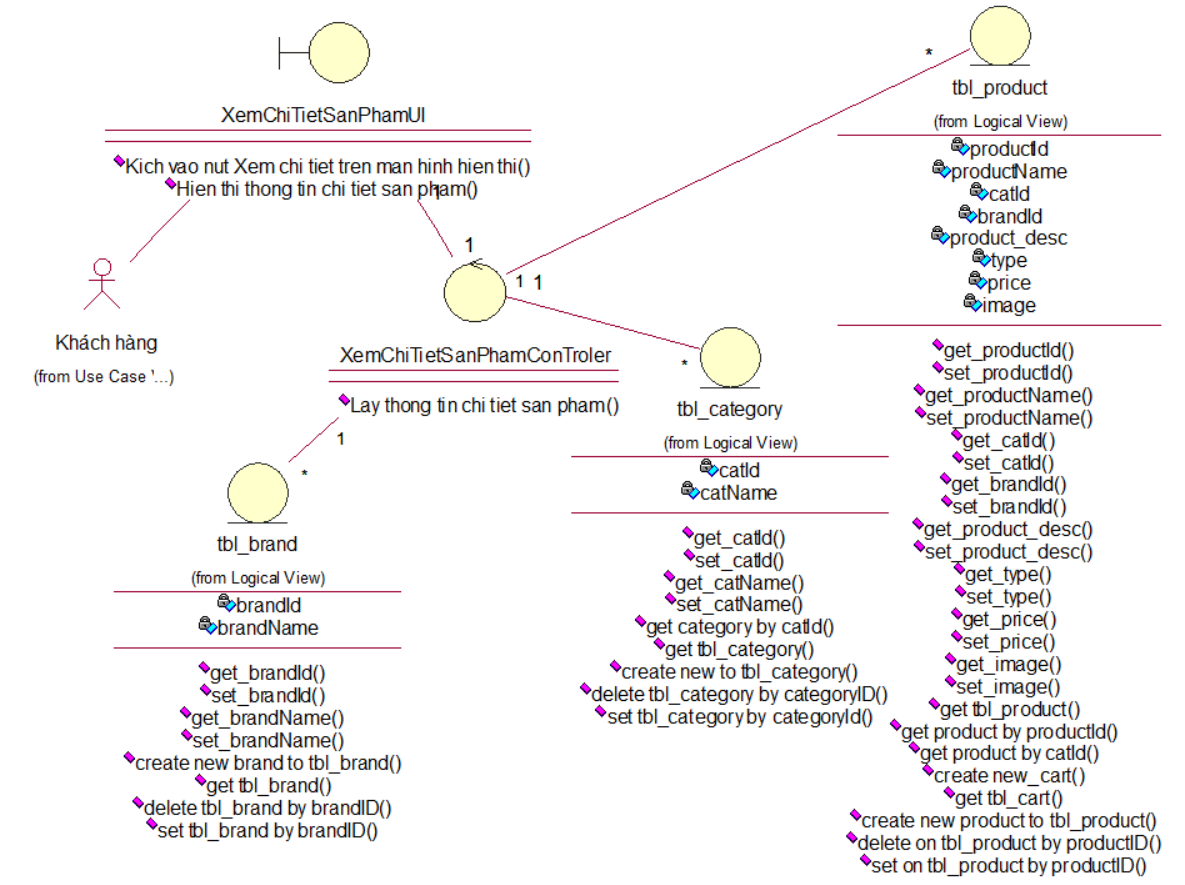 XemChiTietSanPhamUI
Kich vao nut Xem chi tiet tren man hinh hien thi()
Hien thi thong tin chi tiet san pham()
1
1
Khách hàng
(from Use Case '...)
XemChiTietSanPhamConTroler
Lay thong tin chi tiet san pham()
1
*
1
*
1
*
tbl_brand
(from Logical View)
brandId
brandName
get_brandId()
set_brandId()
get_brandName()
set_brandName()
create new brand to tbl_brand()
get tbl_brand()
delete tbl_brand by brandID()
set tbl_brand by brandID()
tbl_category
(from Logical View)
catId
catName
get_catId()
set_catId()
get_catName()
set_catName()
get category by catId()
get tbl_category()
create new to tbl_category()
delete tbl_category by categoryID()
set tbl_category by categoryId()
tbl_product
(from Logical View)
productId
productName
catId
brandId
product_desc
type
price
image
get_productId()
set_productId()
get_productName()
set_productName()
get_catId()
set_catId()
get_brandId()
set_brandId()
get_product_desc()
set_product_desc()
get_type()
set_type()
get_price()
set_price()
get_image()
set_image()
get tbl_product()
get product by productId()
get product by catId()
create new_cart()
get tbl_cart()
create new product to tbl_product()
delete on tbl_product by productID()
set on tbl_product by productID()